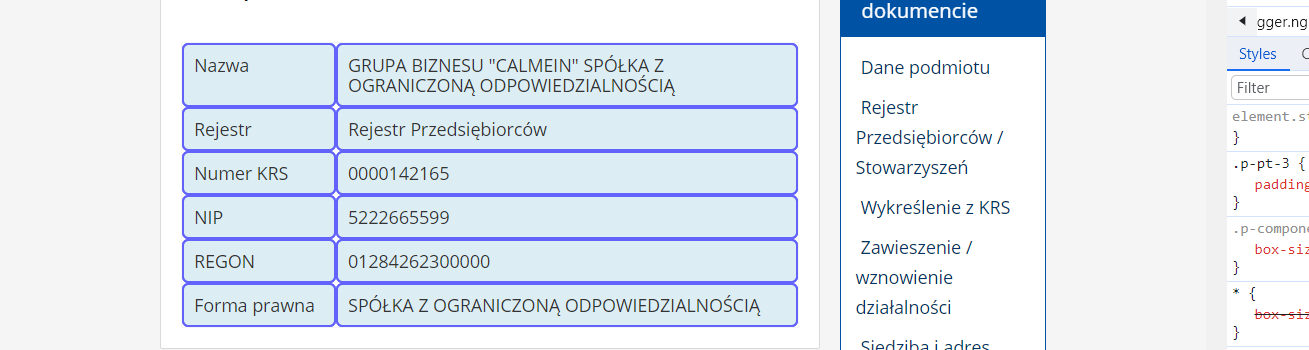 Nazwa
GRUPA BIZNESU "CALMEIN" SPÓŁKA Z
OGRANICZONĄ ODPOWIEDZIALNOŚCIĄ
Rejestr
Rejestr Przedsiębiorców
Numer KRS
0000142165
NIP
5222665599
REGON
01284262300000
Forma prawna
SPÓŁKA Z OGRANICZONĄ ODPOWIEDZIALNOŚCIĄ
dokumencie
Dane podmiotu
Rejestr
Przedsiębiorców /
Stowarzyszeń
Wykreślenie z KRS
Zawieszenie /
wznowienie
działalności
Siedziba i adres
gger.ng
Styles
Filter
element.st
}
.p-pt-3 {
padding
}
.p-compone
box-siz
}
* {
box-siz
}